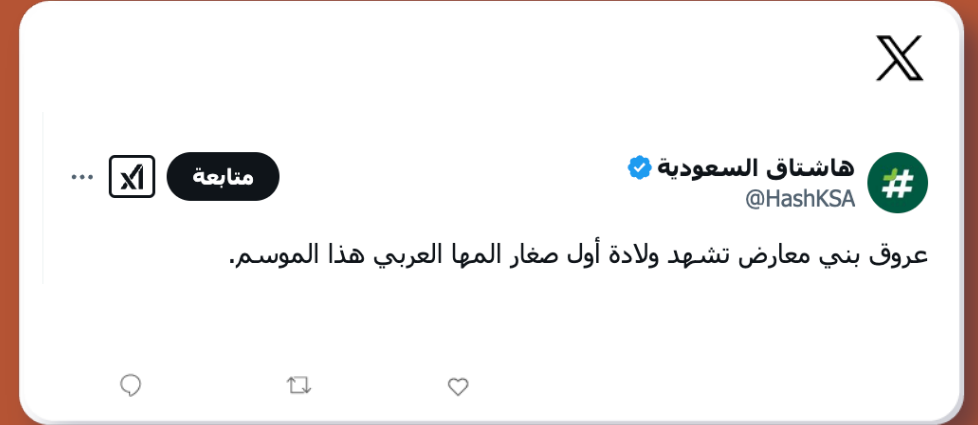 هاشتاق السعودية
متابعة
@HashKSA
عروق بني معارض تشهد ولادة أول صغار المها العربي هذا الموسم.